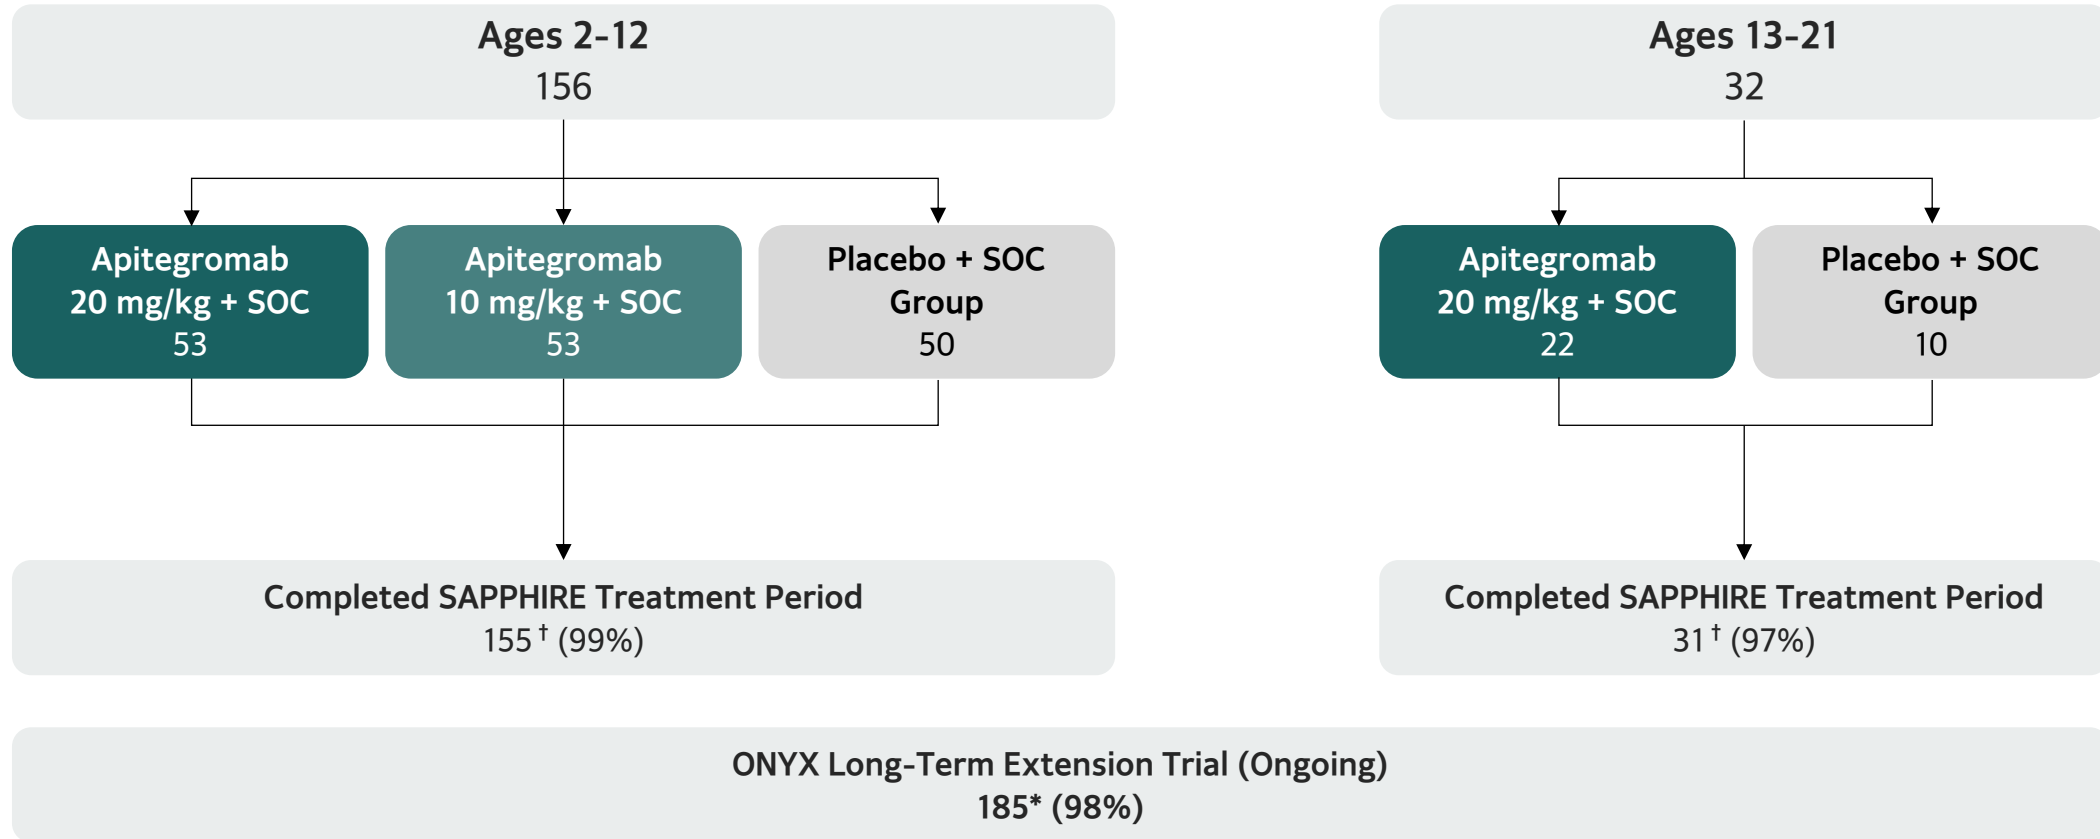 Ages 2-12
156
Ages 13-21
32
Apitegromab
20 mg/kg + SOC
53
Apitegromab
10 mg/kg + SOC
53
Placebo + SOC
Group
50
Apitegromab
20 mg/kg + SOC
22
Placebo + SOC
Group
10
Completed SAPPHIRE Treatment Period
155 † (99%)
Completed SAPPHIRE Treatment Period
31 † (97%)
ONYX Long-Term Extension Trial (Ongoing)
185* (98%)